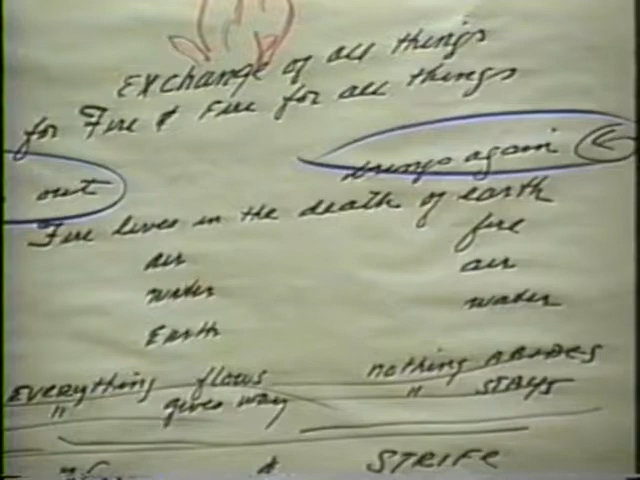 Exchange of all things
for Fire & Fire for all things
out brings again
Fire lives in the death of earth
air fire
water air
Earth water
EVERything flows nothing ABIDES
" gives way " STAYS
& STRIFE